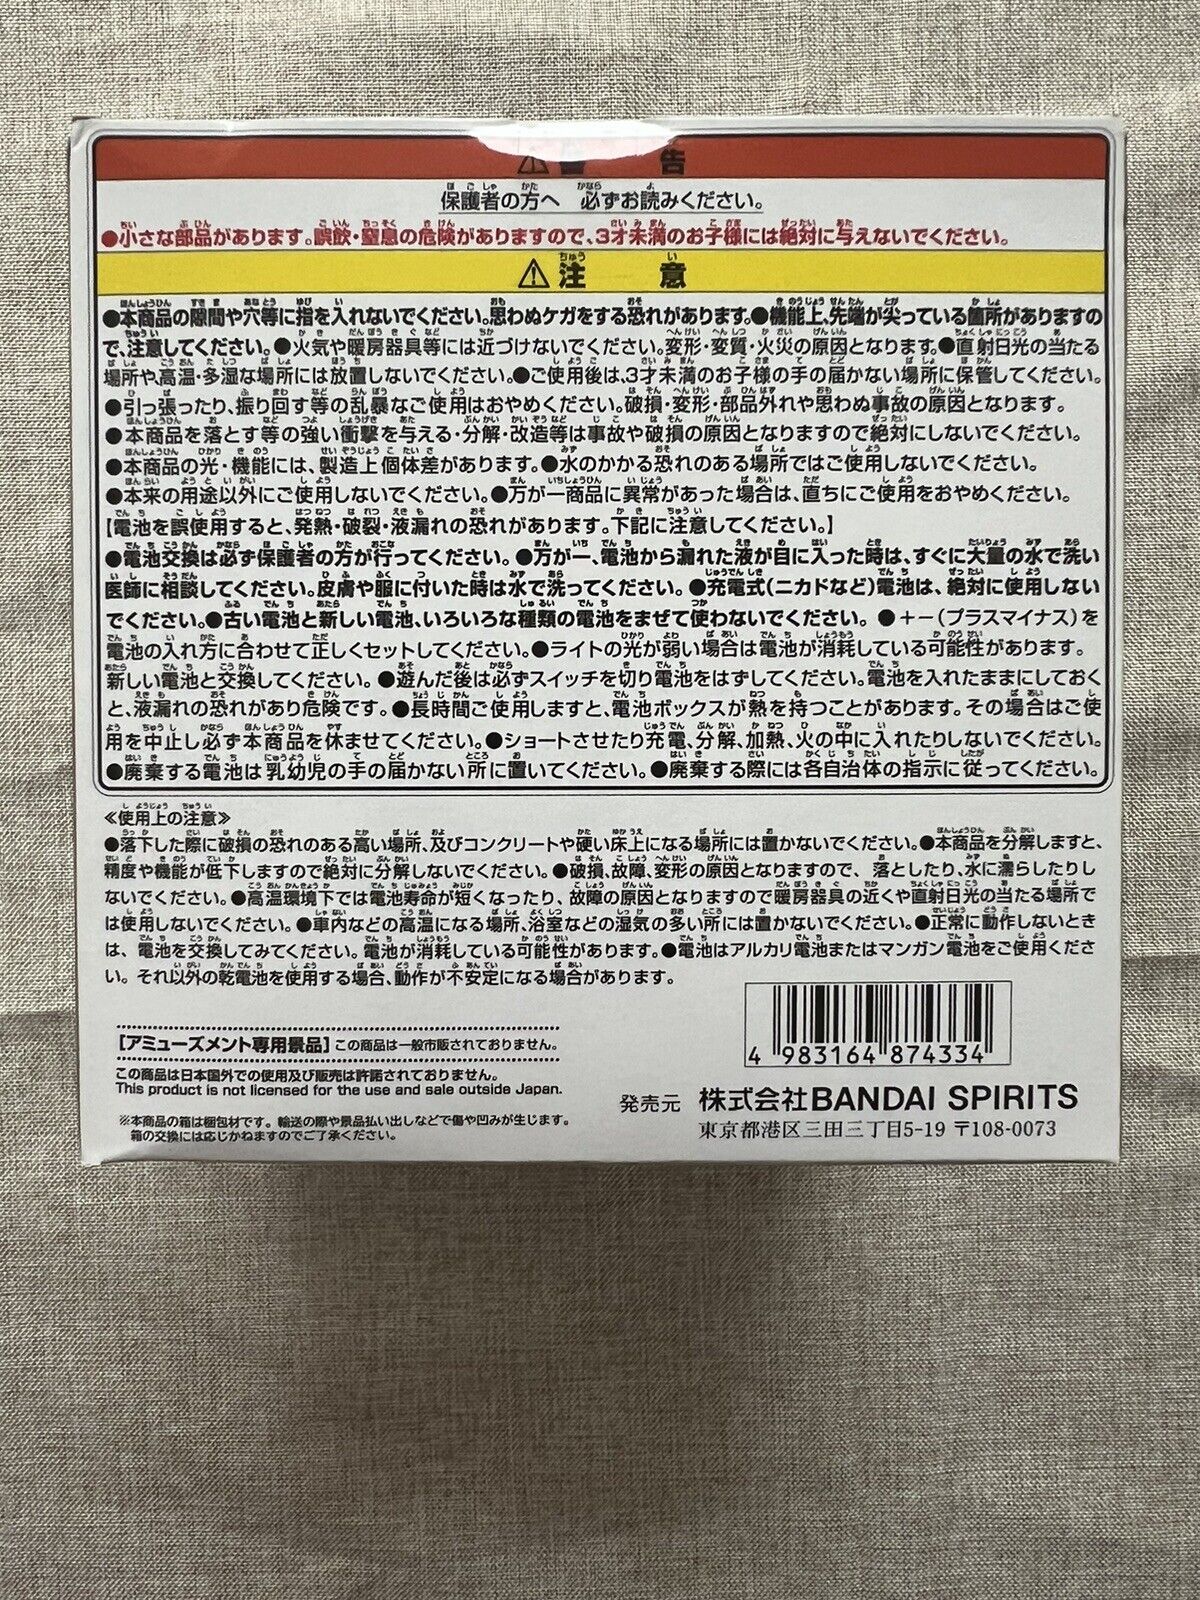 ⚠警告
保護者の方へ 必ずお読みください。
●小さな部品があります。誤飲・窒息の危険がありますので、3才未満のお子様には絶対に与えないでください。
⚠注意
●本商品の隙間や穴等に指を入れないでください。思わぬケガをする恐れがあります。●機能上、先端が尖っている箇所がありますの
で、注意してください。●火気や暖房器具等には近づけないでください。変形・変質・火災の原因となります。●直射日光の当たる
場所や、高温・多湿な場所には放置しないでください。●ご使用後は、3才未満のお子様の手の届かない場所に保管してください。
●引っ張ったり、振り回す等の乱暴なご使用はおやめください。破損・変形・部品外れや思わぬ事故の原因となります。
●本商品を落とす等の強い衝撃を与える・分解・改造等は事故や破損の原因となりますので絶対にしないでください。
●本商品の光・機能には、製造上個体差があります。●水のかかる恐れのある場所ではご使用しないでください。
●本来の用途以外にご使用しないでください。●万が一商品に異常があった場合は、直ちにご使用をおやめください。
【電池を誤使用すると、発熱・破裂・液漏れの恐れがあります。下記に注意してください。】
●電池交換は必ず保護者の方が行ってください。●万が一、電池から漏れた液が目に入った時は、すぐに大量の水で洗い
医師に相談してください。皮膚や服に付いた時は水で洗ってください。●充電式(ニカドなど)電池は、絶対に使用しない
でください。●古い電池と新しい電池、いろいろな種類の電池をまぜて使わないでください。●+−(プラスマイナス)を
電池の入れ方に合わせて正しくセットしてください。●ライトの光が弱い場合は電池が消耗している可能性があります。
新しい電池と交換してください。●遊んだ後は必ずスイッチを切り電池をはずしてください。電池を入れたままにしておく
と、液漏れの恐れがあり危険です。●長時間ご使用しますと、電池ボックスが熱を持つことがあります。その場合はご使
用を中止し必ず本商品を休ませてください。●ショートさせたり充電、分解、加熱、火の中に入れたりしないでください。
●廃棄する電池は乳幼児の手の届かない所に置いてください。●廃棄する際には各自治体の指示に従ってください。
≪使用上の注意≫
●落下した際に破損の恐れのある高い場所、及びコンクリートや硬い床上になる場所には置かないでください。●本商品を分解しますと、
精度や機能が低下しますので絶対に分解しないでください。●破損、故障、変形の原因となりますので、落としたり、水に濡らしたりし
ないでください。●高温環境下では電池寿命が短くなったり、故障の原因となりますので暖房器具の近くや直射日光の当たる場所で
は使用しないでください。●車内などの高温になる場所、浴室などの湿気の多い所には置かないでください。●正常に動作しないとき
は、電池を交換してみてください。電池が消耗している可能性があります。●電池はアルカリ電池またはマンガン電池をご使用くださ
い。それ以外の乾電池を使用する場合、動作が不安定になる場合があります。
【アミューズメント専用景品】この商品は一般市販されておりません。
この商品は日本国外での使用及び販売は許諾されておりません。
This product is not licensed for the use and sale outside Japan.
※本商品の箱は梱包材です。輸送の際や景品払い出しなどで傷や凹みが生じます。
箱の交換には応じかねますのでご了承ください。
4 983164 874334
発売元 株式会社BANDAI SPIRITS
東京都港区三田三丁目5-19 〒108-0073